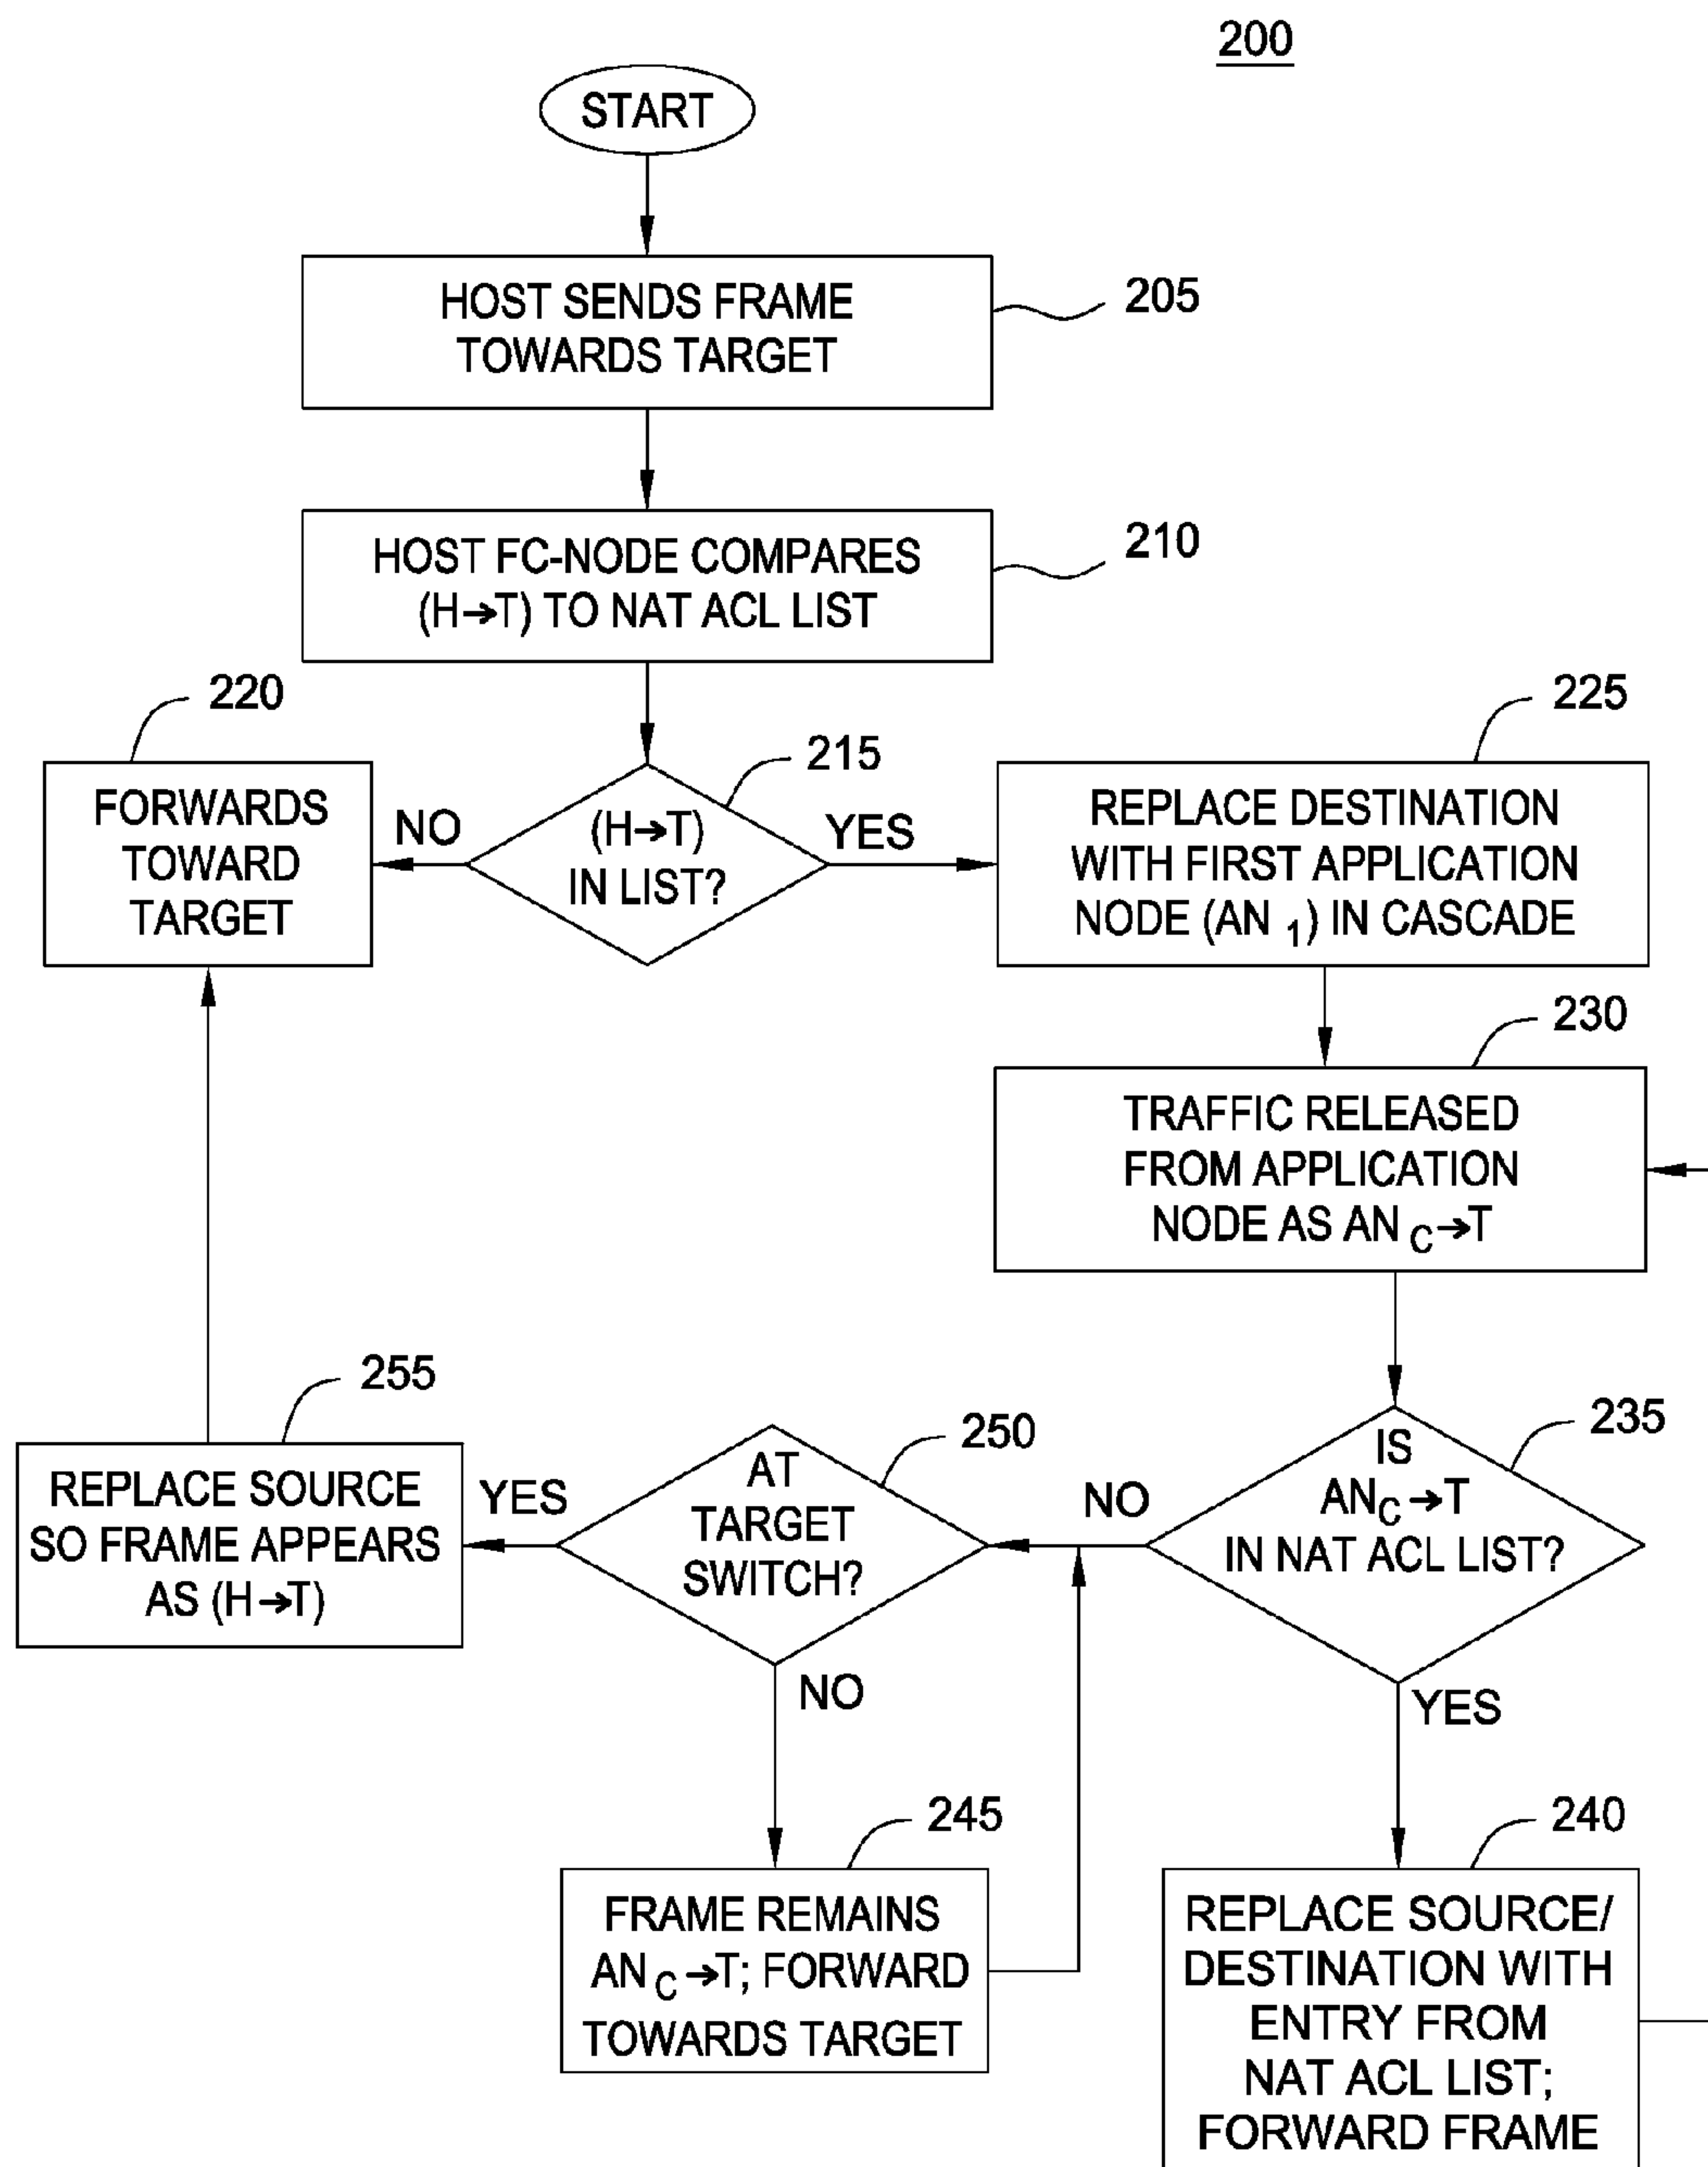 200
START
HOST SENDS FRAME
TOWARDS TARGET
205
HOST FC-NODE COMPARES
(H→T) TO NAT ACL LIST
210
220
FORWARDS
TOWARD
TARGET
NO
215
(H→T)
IN LIST?
YES
225
REPLACE DESTINATION
WITH FIRST APPLICATION
NODE (AN 1) IN CASCADE
230
TRAFFIC RELEASED
FROM APPLICATION
NODE AS AN C→T
235
IS
ANC→T
IN NAT ACL LIST?
NO
YES
250
AT
TARGET
SWITCH?
YES
NO
255
REPLACE SOURCE
SO FRAME APPEARS
AS (H→T)
245
FRAME REMAINS
AN C→T; FORWARD
TOWARDS TARGET
240
REPLACE SOURCE/
DESTINATION WITH
ENTRY FROM
NAT ACL LIST;
FORWARD FRAME